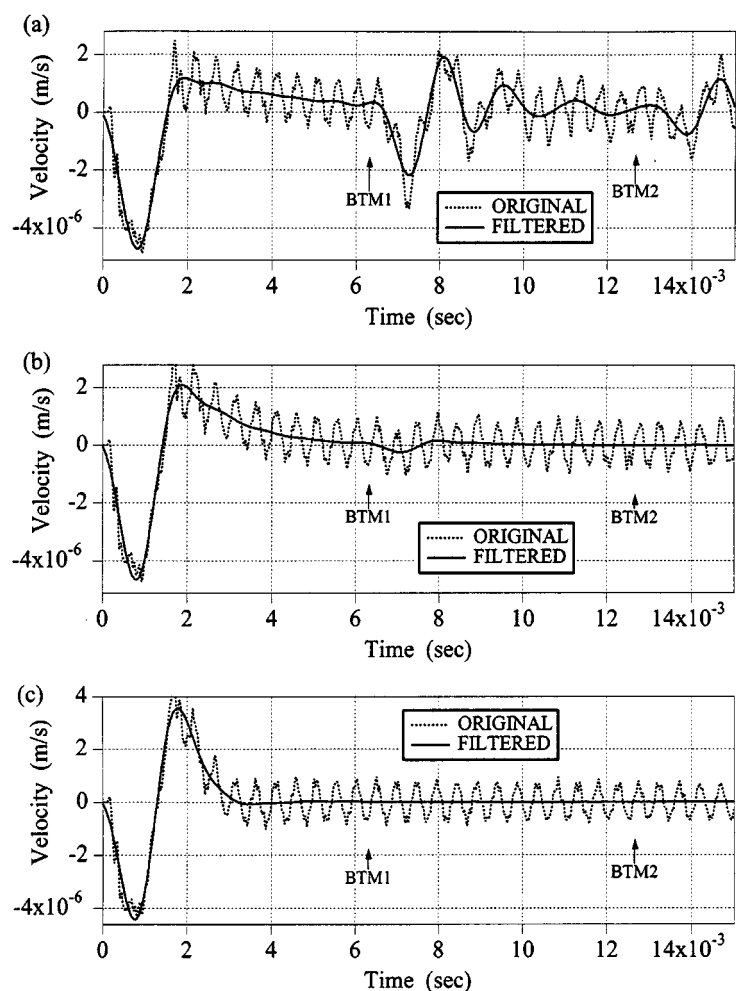 (a)
2
0
-2
-4x10⁻⁶
Velocity (m/s)
BTM1
BTM2
ORIGINAL
FILTERED
0 2 4 6 8 10 12 14x10⁻³
Time (sec)
(b)
2
0
-2
-4x10⁻⁶
Velocity (m/s)
BTM1
BTM2
ORIGINAL
FILTERED
0 2 4 6 8 10 12 14x10⁻³
Time (sec)
(c)
4
2
0
-2
-4x10⁻⁶
Velocity (m/s)
ORIGINAL
FILTERED
BTM1
BTM2
0 2 4 6 8 10 12 14x10⁻³
Time (sec)